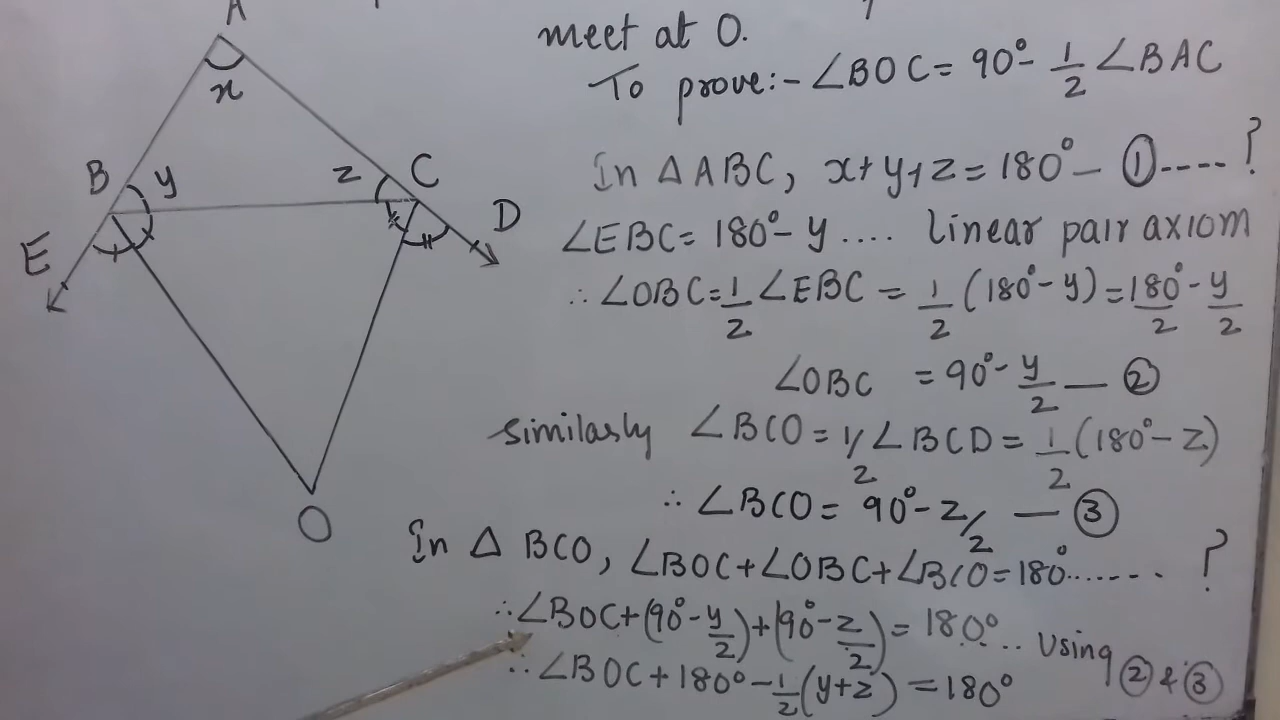 A
x
B
y
z
C
D
E
O
meet at O.
To prove:- ∠BOC = 90° - 1/2 ∠BAC
In △ABC, x+y+z = 180° — ① ---- ?
∠EBC = 180° - y .... linear pair axiom
∴ ∠OBC = 1/2 ∠EBC = 1/2 (180° - y) = 180°/2 - y/2
∠OBC = 90° - y/2 — ②
Similarly ∠BCO = 1/2 ∠BCD = 1/2 (180° - z)
∴ ∠BCO = 90° - z/2 — ③
In △ BCO, ∠BOC + ∠OBC + ∠BCO = 180° ....... ?
∴ ∠BOC + (90° - y/2) + (90° - z/2) = 180° ... Using ② & ③
∴ ∠BOC + 180° - 1/2 (y+z) = 180°